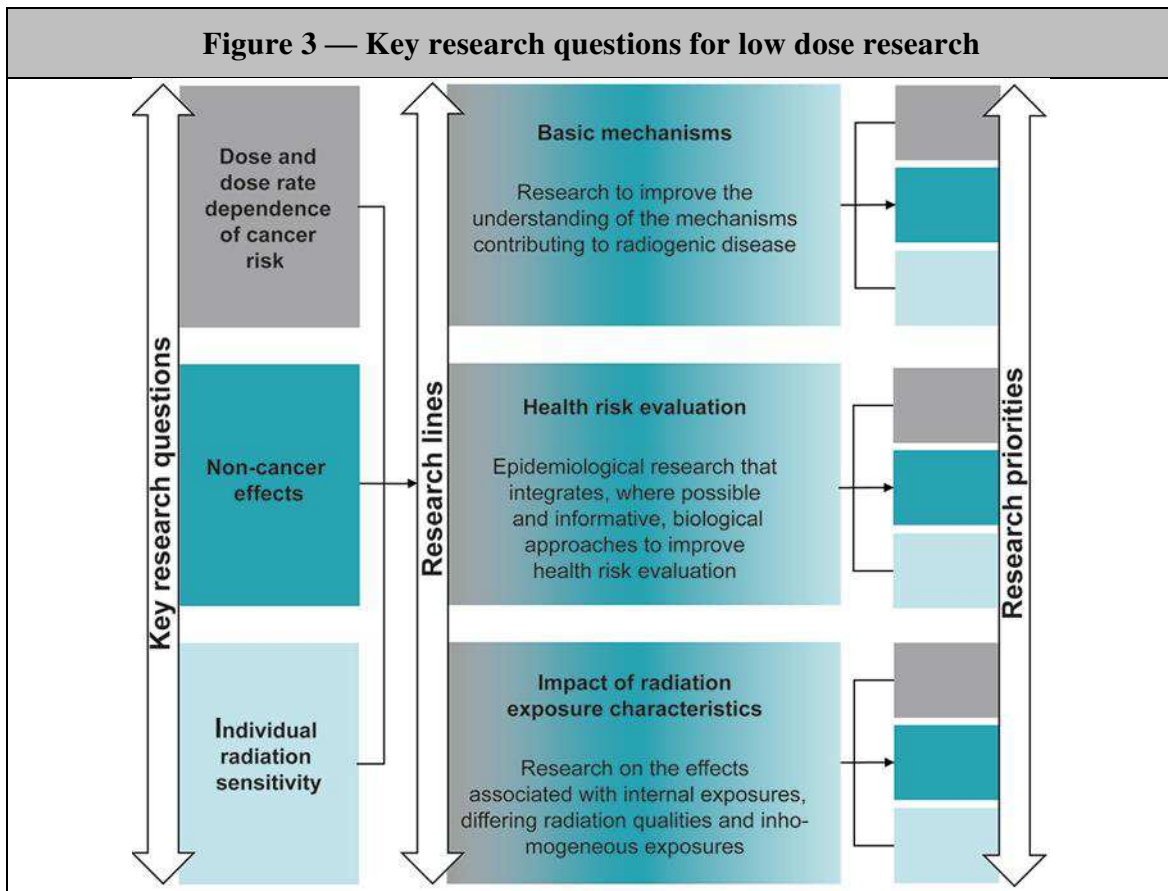 Figure 3 — Key research questions for low dose research
Key research questions
Dose and
dose rate
dependence
of cancer
risk
Non-cancer
effects
Individual
radiation
sensitivity
Research lines
Basic mechanisms
Research to improve the
understanding of the mechanisms
contributing to radiogenic disease
Health risk evaluation
Epidemiological research that
integrates, where possible
and informative, biological
approaches to improve
health risk evaluation
Impact of radiation
exposure characteristics
Research on the effects
associated with internal exposures,
differing radiation qualities and inho-
mogeneous exposures
Research priorities